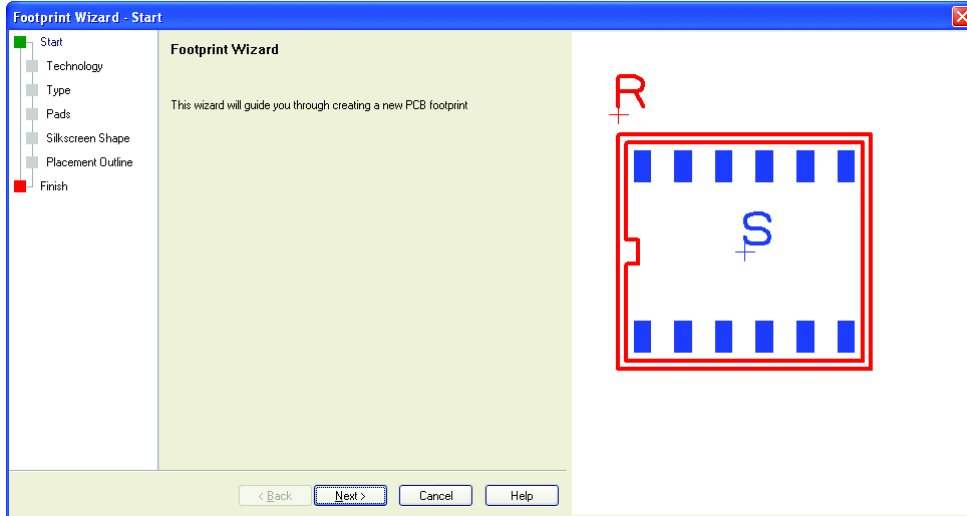 Footprint Wizard - Start
Start
Technology
Type
Pads
Silkscreen Shape
Placement Outline
Finish
Footprint Wizard
This wizard will guide you through creating a new PCB footprint
R
S
< Back
Next >
Cancel
Help